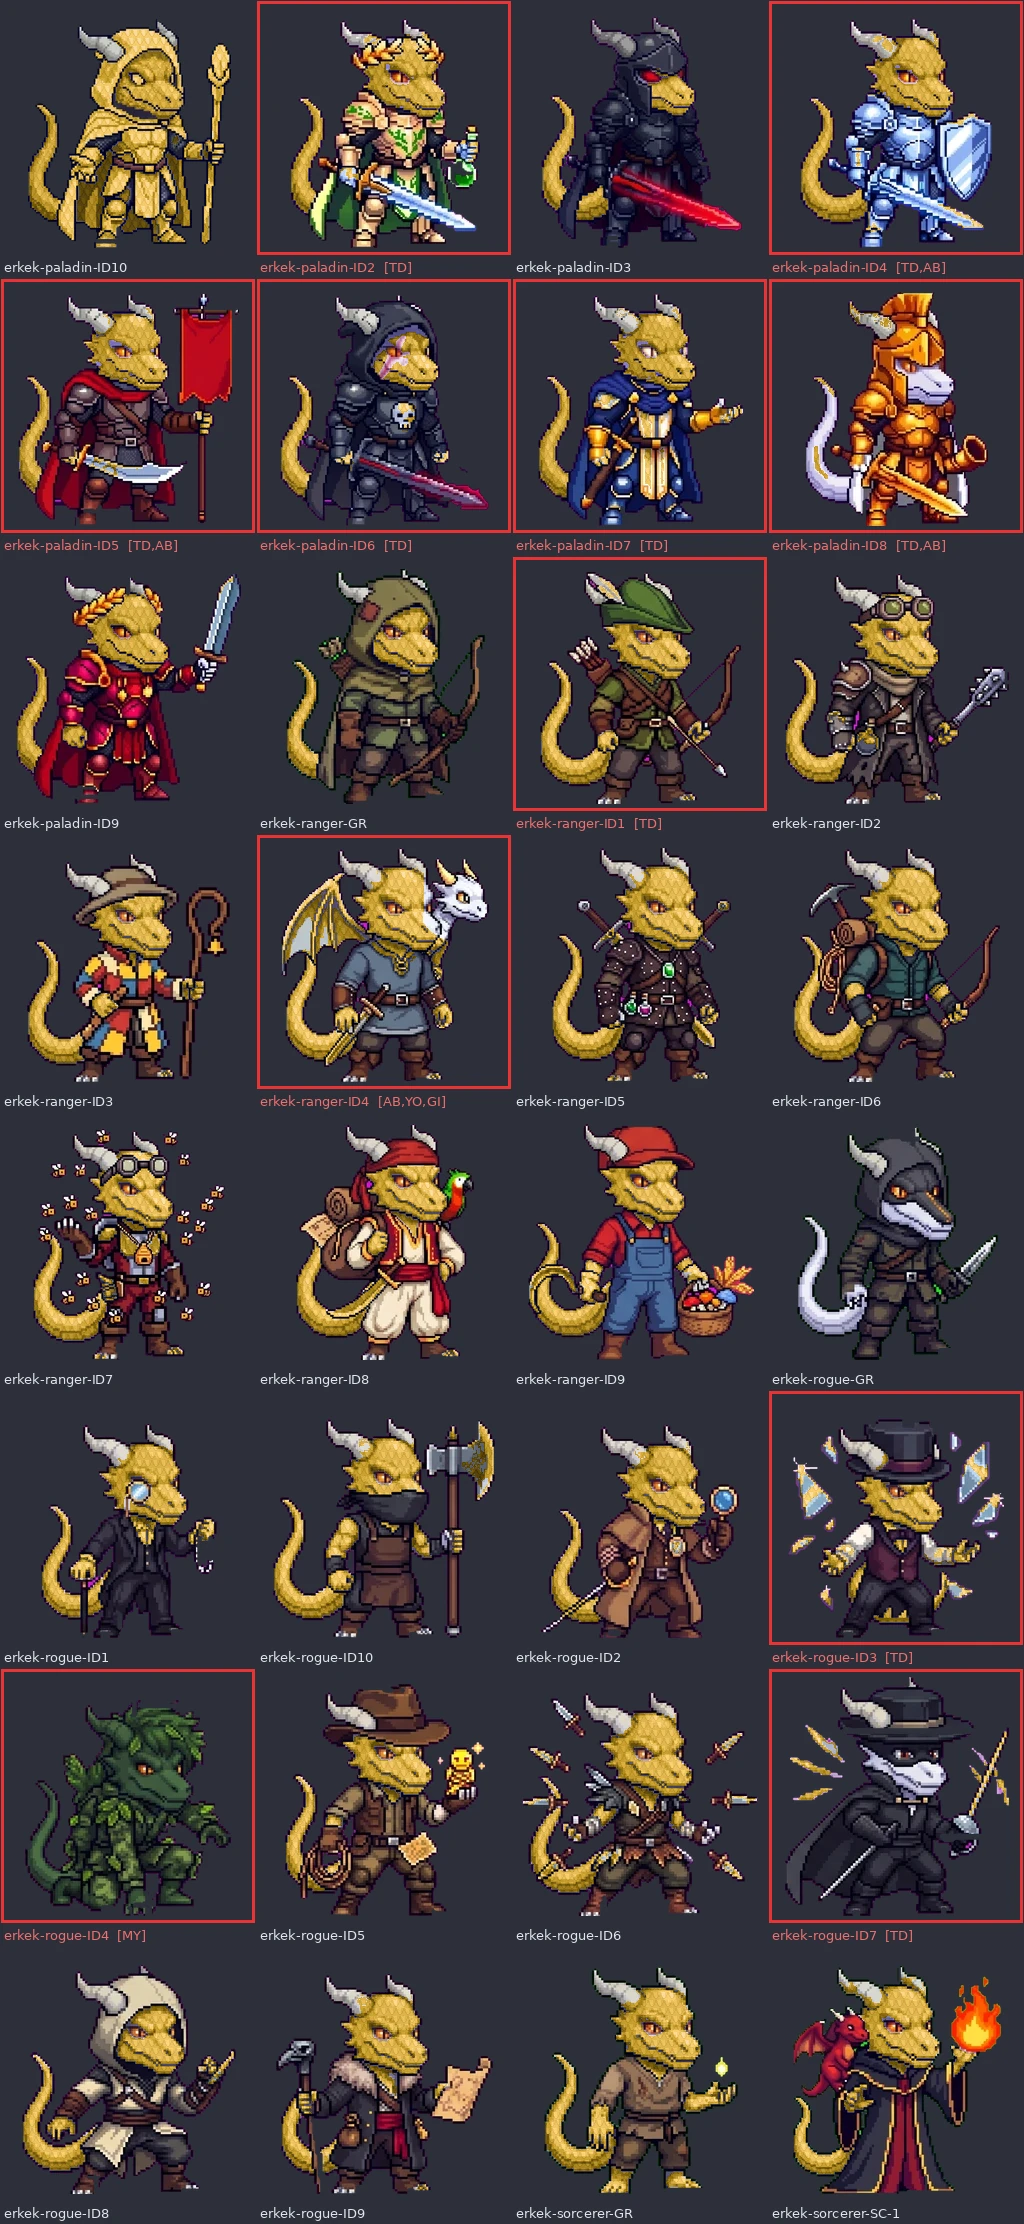 erkek-paladin-ID10
erkek-paladin-ID2 [TD]
erkek-paladin-ID3
erkek-paladin-ID4 [TD,AB]
erkek-paladin-ID5 [TD,AB]
erkek-paladin-ID6 [TD]
erkek-paladin-ID7 [TD]
erkek-paladin-ID8 [TD,AB]
erkek-paladin-ID9
erkek-ranger-GR
erkek-ranger-ID1 [TD]
erkek-ranger-ID2
erkek-ranger-ID3
erkek-ranger-ID4 [AB,YO,GI]
erkek-ranger-ID5
erkek-ranger-ID6
erkek-ranger-ID7
erkek-ranger-ID8
erkek-ranger-ID9
erkek-rogue-GR
erkek-rogue-ID1
erkek-rogue-ID10
erkek-rogue-ID2
erkek-rogue-ID3 [TD]
erkek-rogue-ID4 [MY]
erkek-rogue-ID5
erkek-rogue-ID6
erkek-rogue-ID7 [TD]
erkek-rogue-ID8
erkek-rogue-ID9
erkek-sorcerer-GR
erkek-sorcerer-SC-1